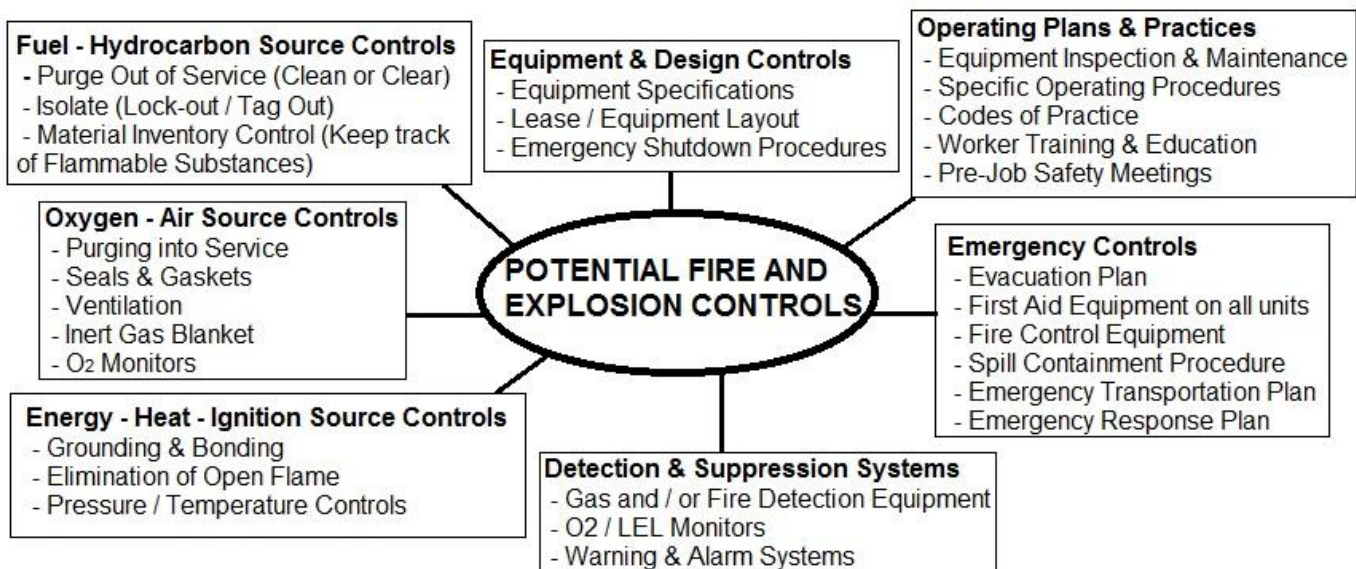 Fuel - Hydrocarbon Source Controls
- Purge Out of Service (Clean or Clear)
- Isolate (Lock-out / Tag Out)
- Material Inventory Control (Keep track
of Flammable Substances)
Equipment & Design Controls
- Equipment Specifications
- Lease / Equipment Layout
- Emergency Shutdown Procedures
Operating Plans & Practices
- Equipment Inspection & Maintenance
- Specific Operating Procedures
- Codes of Practice
- Worker Training & Education
- Pre-Job Safety Meetings
Oxygen - Air Source Controls
- Purging into Service
- Seals & Gaskets
- Ventilation
- Inert Gas Blanket
- O₂ Monitors
POTENTIAL FIRE AND
EXPLOSION CONTROLS
Emergency Controls
- Evacuation Plan
- First Aid Equipment on all units
- Fire Control Equipment
- Spill Containment Procedure
- Emergency Transportation Plan
- Emergency Response Plan
Energy - Heat - Ignition Source Controls
- Grounding & Bonding
- Elimination of Open Flame
- Pressure / Temperature Controls
Detection & Suppression Systems
- Gas and / or Fire Detection Equipment
- O2 / LEL Monitors
- Warning & Alarm Systems